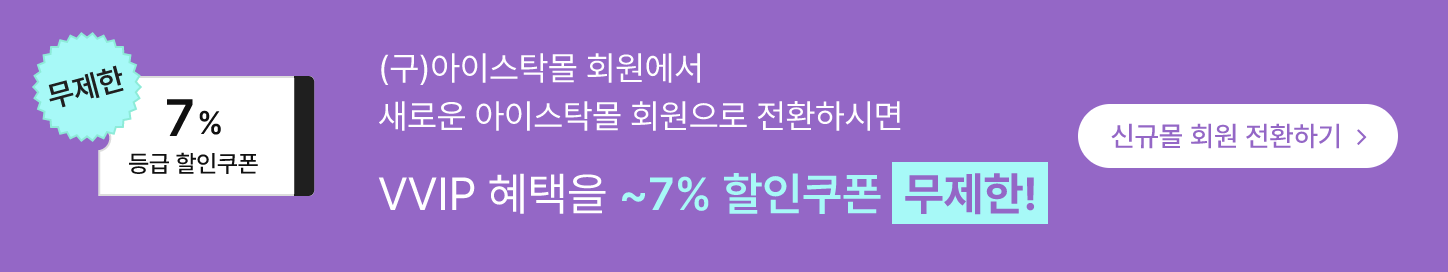 무제한
7%
등급 할인쿠폰
(구)아이스탁몰 회원에서
새로운 아이스탁몰 회원으로 전환하시면
VVIP 혜택을 ~7% 할인쿠폰 무제한!
신규몰 회원 전환하기 >